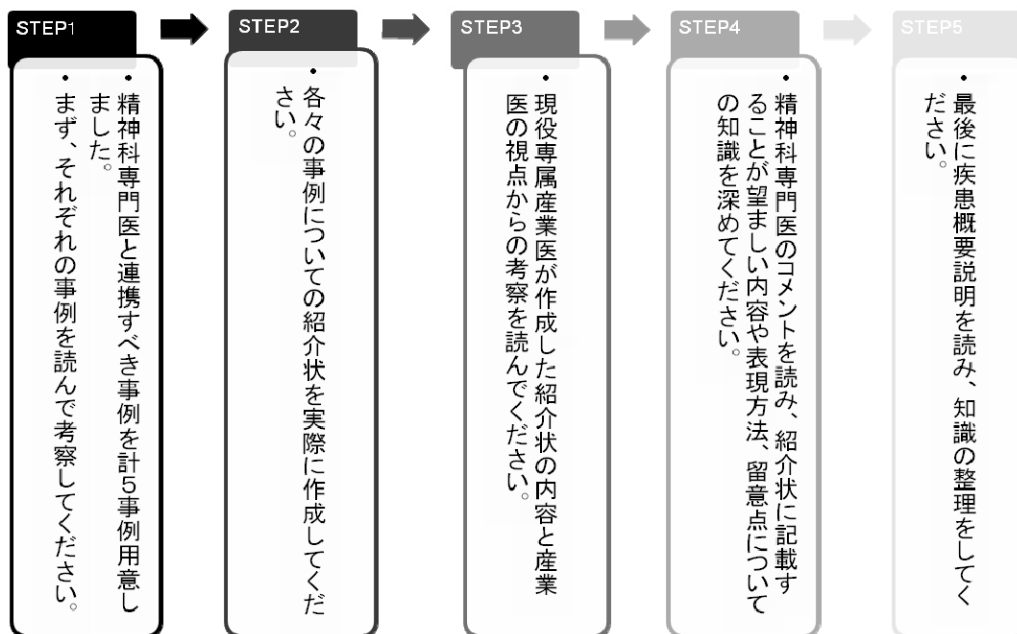 STEP1
・精神科専門医と連携すべき事例を計5事例用意し
ました。
・まず、それぞれの事例を読んで考察してください。
STEP2
・各々の事例についての紹介状を実際に作成してくだ
さい。
STEP3
・現役専属産業医が作成した紹介状の内容と産業
医の視点からの考察を読んでください。
STEP4
・精神科専門医のコメントを読み、紹介状に記載す
ることが望ましい内容や表現方法、留意点について
の知識を深めてください。
STEP5
・最後に疾患概要説明を読み、知識の整理をしてく
ださい。